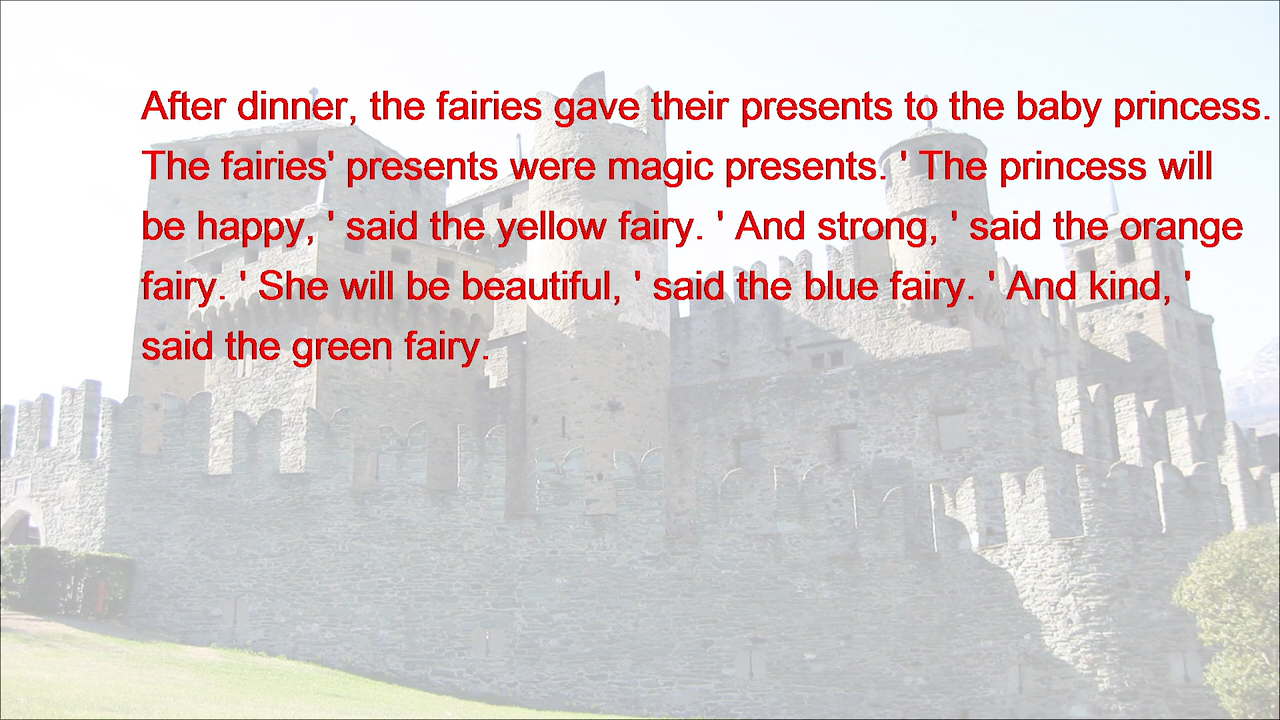 After dinner, the fairies gave their presents to the baby princess.
The fairies' presents were magic presents. ' The princess will
be happy, ' said the yellow fairy. ' And strong, ' said the orange
fairy. ' She will be beautiful, ' said the blue fairy. ' And kind, '
said the green fairy.